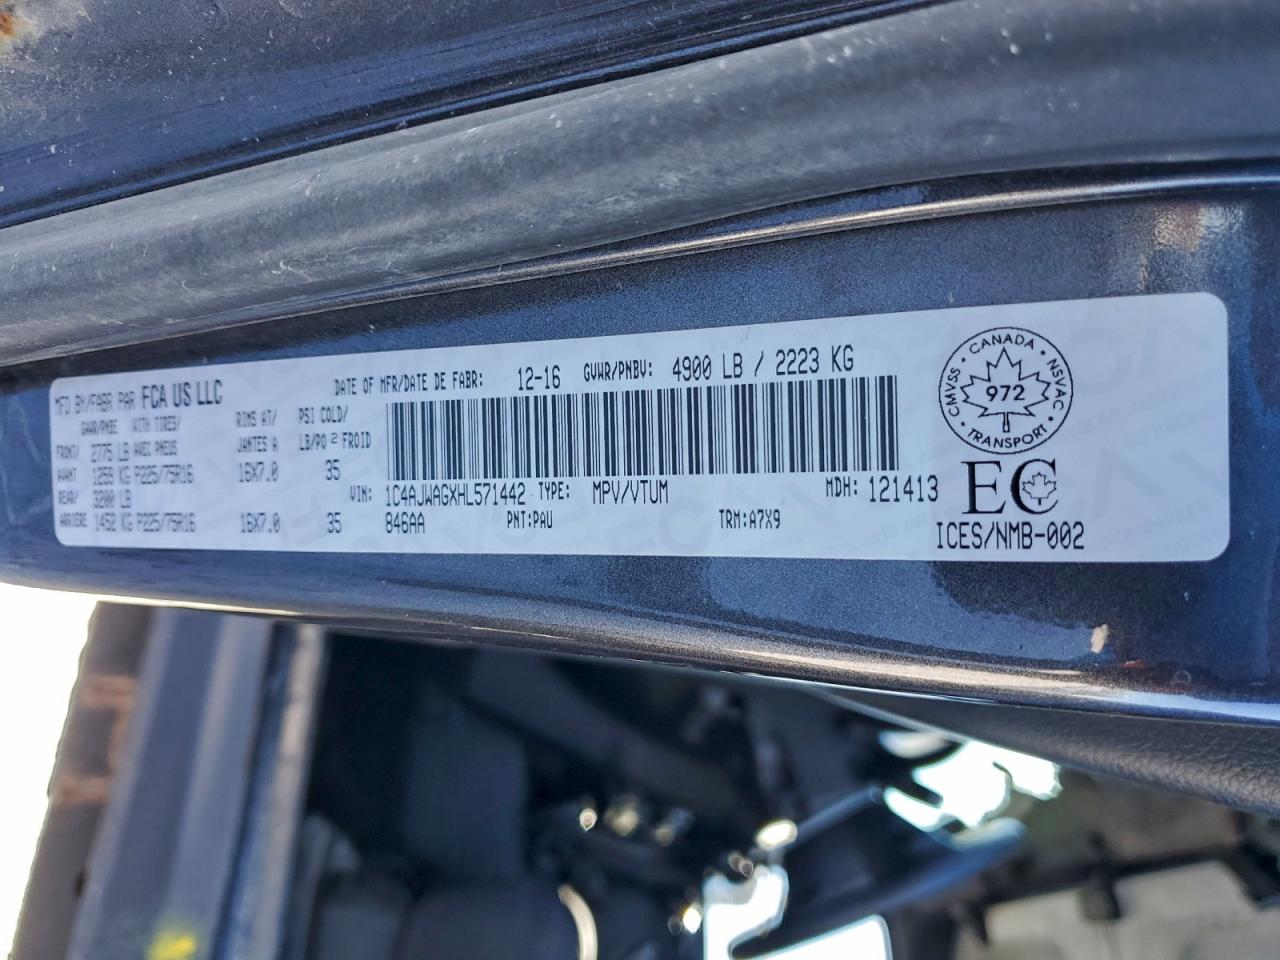 MFD BY/FABR PAR FCA US LLC
DATE OF MFR/DATE DE FABR: 12-16 GVWR/PNBV: 4900 LB / 2223 KG
GAWR/PNBE WITH TIRES/ RIMS AT/ PSI COLD/
FRONT/ 2775 LB AVEC PNEUS JANTES A LB/PO 2 FROID
AVANT 1259 KG P225/75R16 16X7.0 35
REAR/ 3200 LB
ARRIERE 1452 KG P225/75R16 16X7.0 35
VIN: 1C4AJWAGXHL571442 TYPE: MPV/VTUM MDH: 121413
846AA PNT:PAU TRM:A7X9
CANADA
CMVSS · NSVAC
972
TRANSPORT
EC
ICES/NMB-002